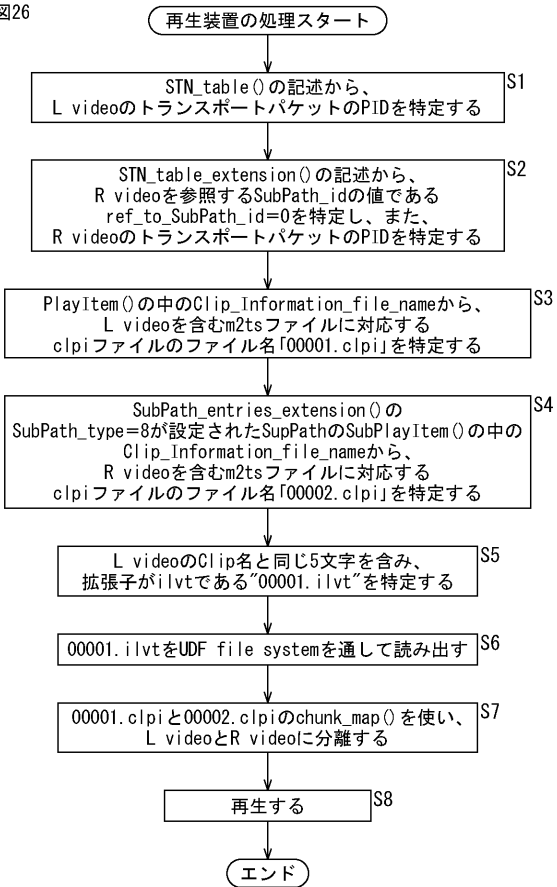 図26
再生装置の処理スタート
S1
STN_table()の記述から、
L videoのトランスポートパケットのPIDを特定する
S2
STN_table_extension()の記述から、
R videoを参照するSubPath_idの値である
ref_to_SubPath_id=0を特定し、また、
R videoのトランスポートパケットのPIDを特定する
S3
PlayItem()の中のClip_Information_file_nameから、
L videoを含むm2tsファイルに対応する
clpiファイルのファイル名「00001.clpi」を特定する
S4
SubPath_entries_extension()の
SubPath_type=8が設定されたSupPathのSubPlayItem()の中の
Clip_Information_file_nameから、
R videoを含むm2tsファイルに対応する
clpiファイルのファイル名「00002.clpi」を特定する
S5
L videoのClip名と同じ5文字を含み、
拡張子がilvtである"00001.ilvt"を特定する
S6
00001.ilvtをUDF file systemを通して読み出す
S7
00001.clpiと00002.clpiのchunk_map()を使い、
L videoとR videoに分離する
S8
再生する
エンド